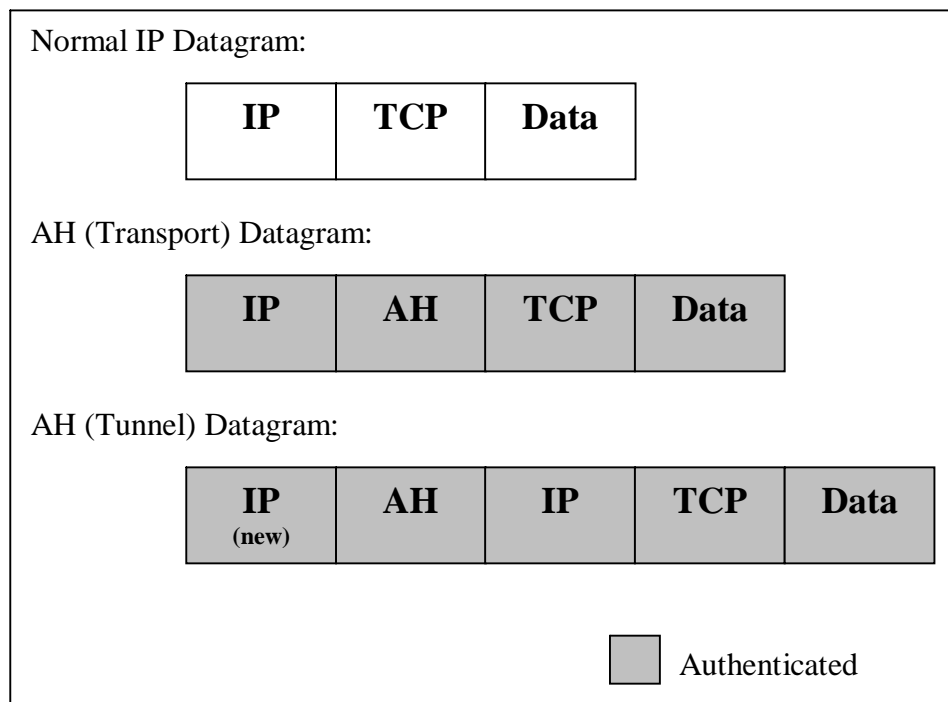 Normal IP Datagram:
IP TCP Data
AH (Transport) Datagram:
IP AH TCP Data
AH (Tunnel) Datagram:
IP AH IP TCP Data
(new)
Authenticated